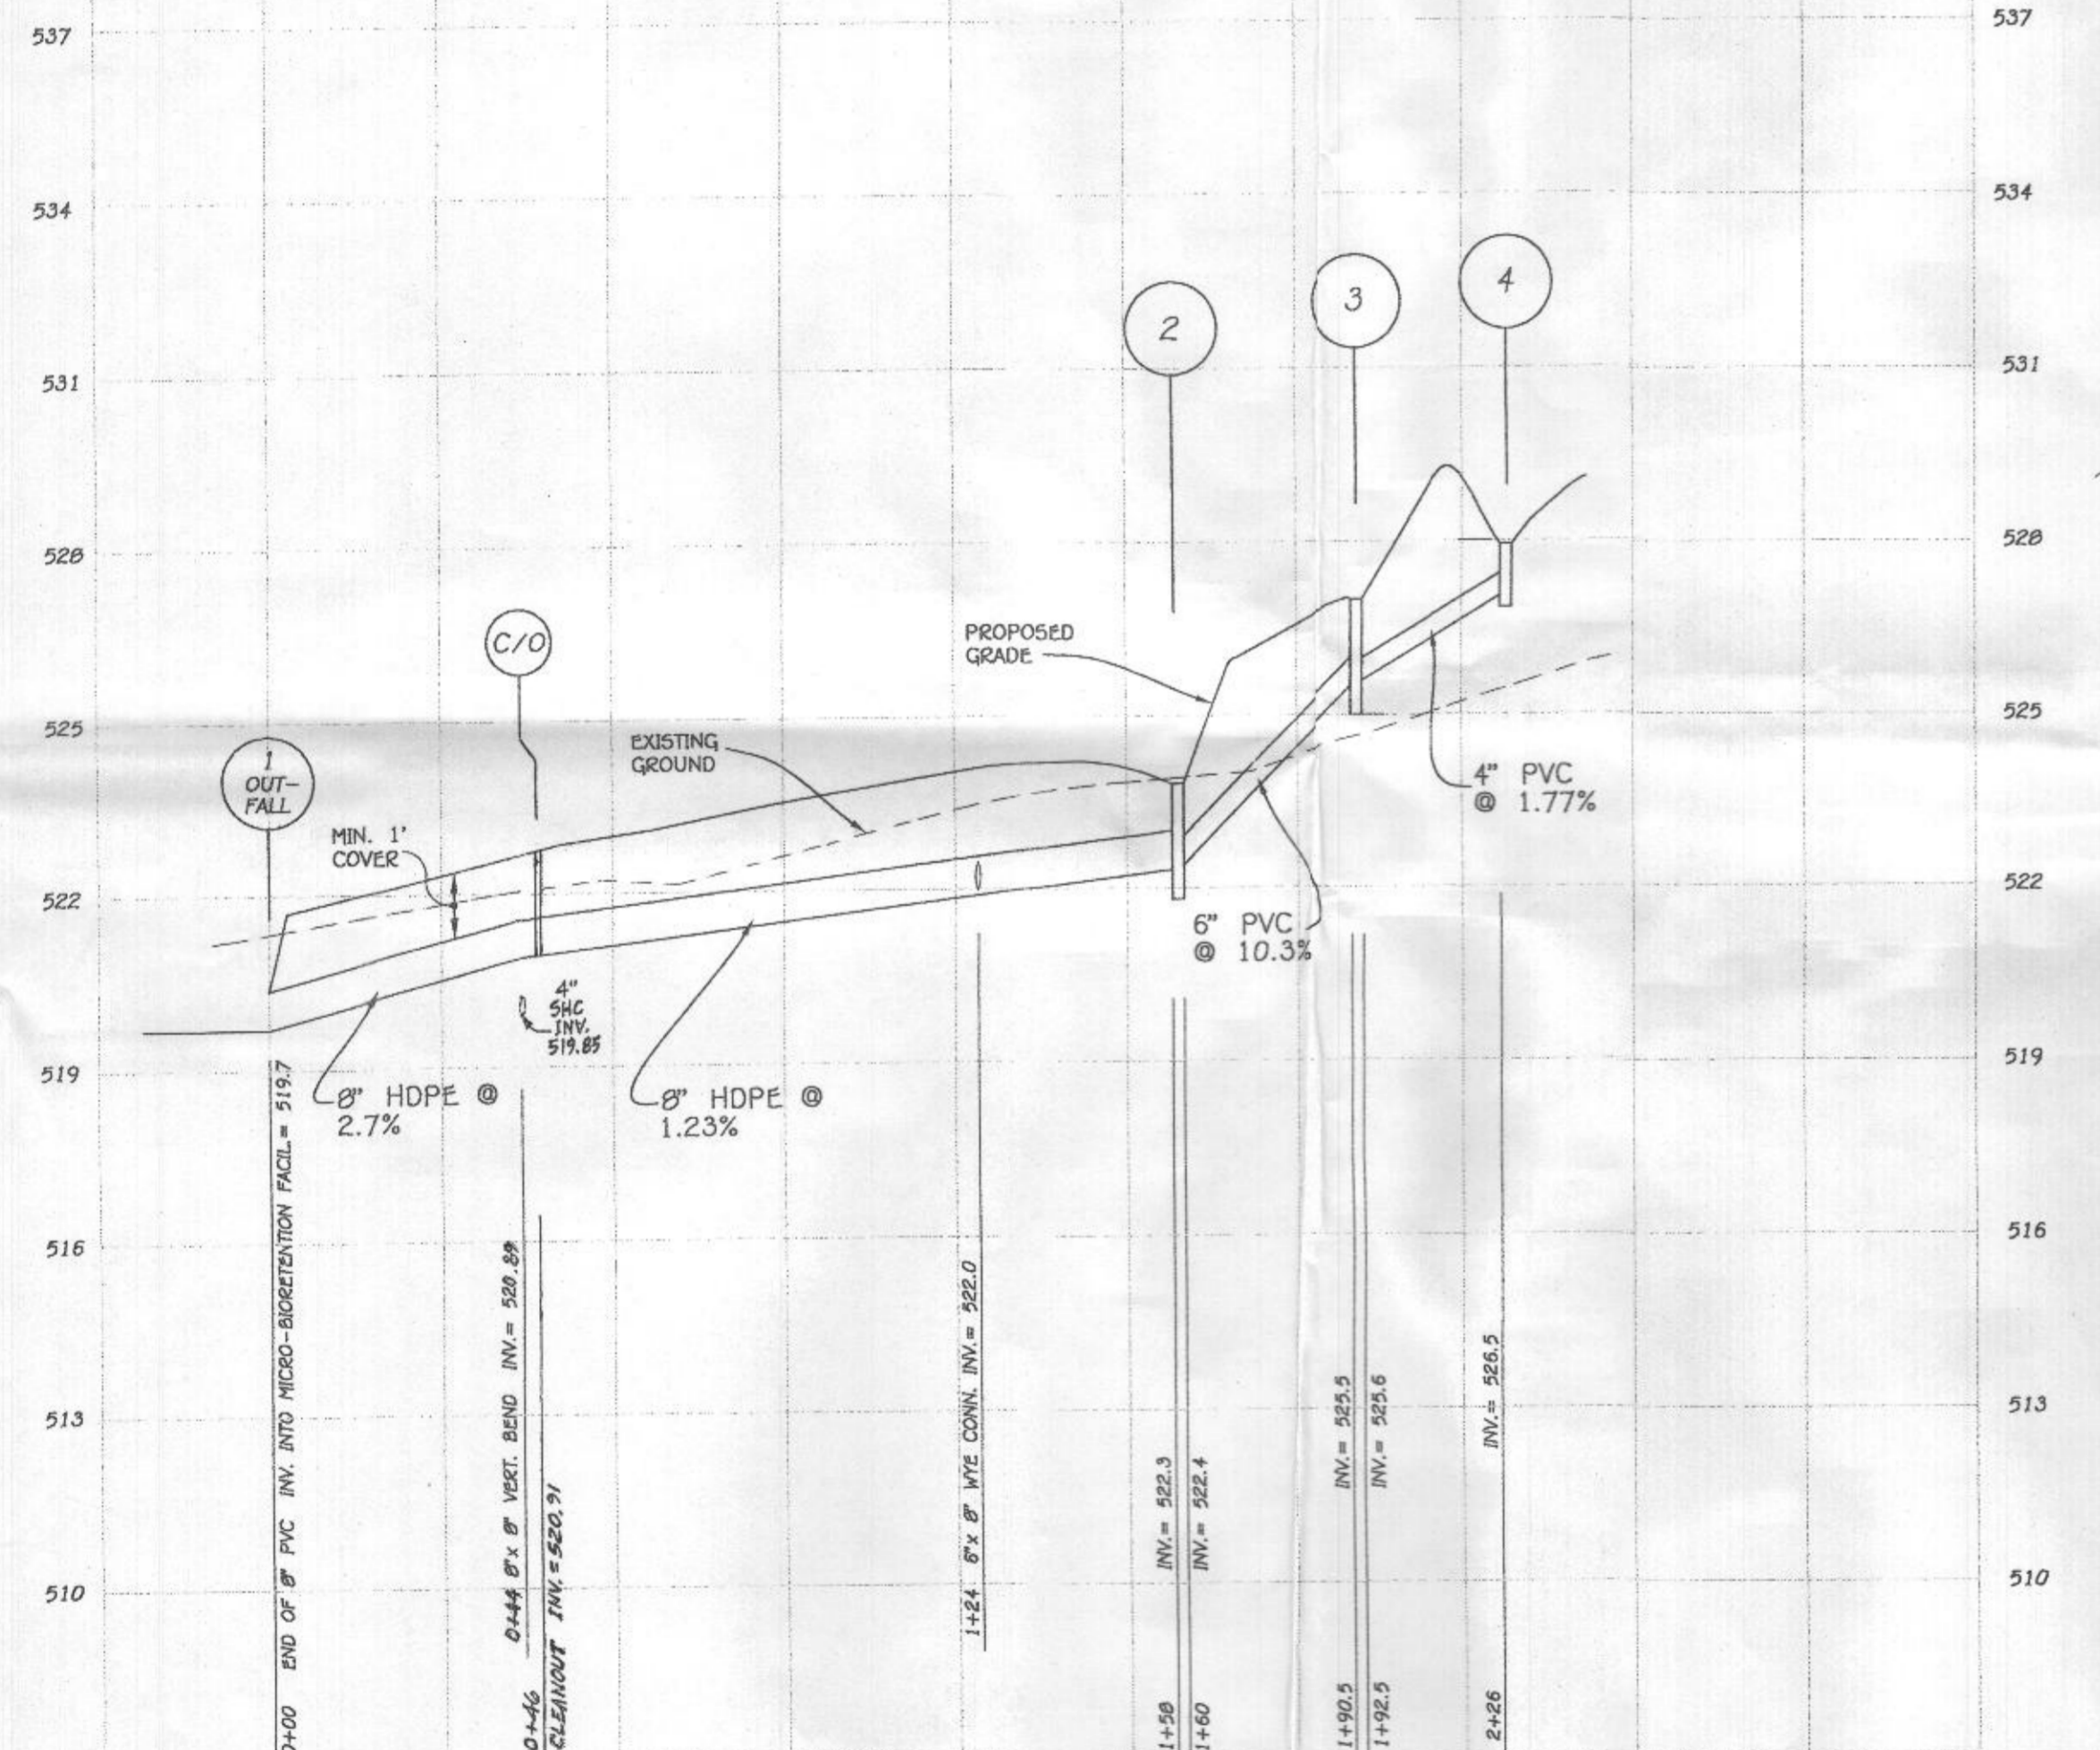 537
537
534
534
531
531
528
528
525
525
522
522
519
519
516
516
513
513
510
510
1
OUT-
FALL
C/O
2
3
4
MIN. 1'
COVER
EXISTING
GROUND
PROPOSED
GRADE
4" PVC
@ 1.77%
6" PVC
@ 10.3%
4"
SHC
INV.
519.85
8" HDPE @
2.7%
8" HDPE @
1.23%
0+00 END OF 8" PVC INV. INTO MICRO-BIORETENTION FACIL.= 519.7
0+44 8"x 8" VERT. BEND INV.= 520.89
0+46
CLEANOUT INV.=520.91
1+24 6"x 8" WYE CONN. INV.= 522.0
1+58 INV.= 522.3
1+60 INV.= 522.4
1+90.5 INV.= 525.5
1+92.5 INV.= 525.6
2+26 INV.= 526.5